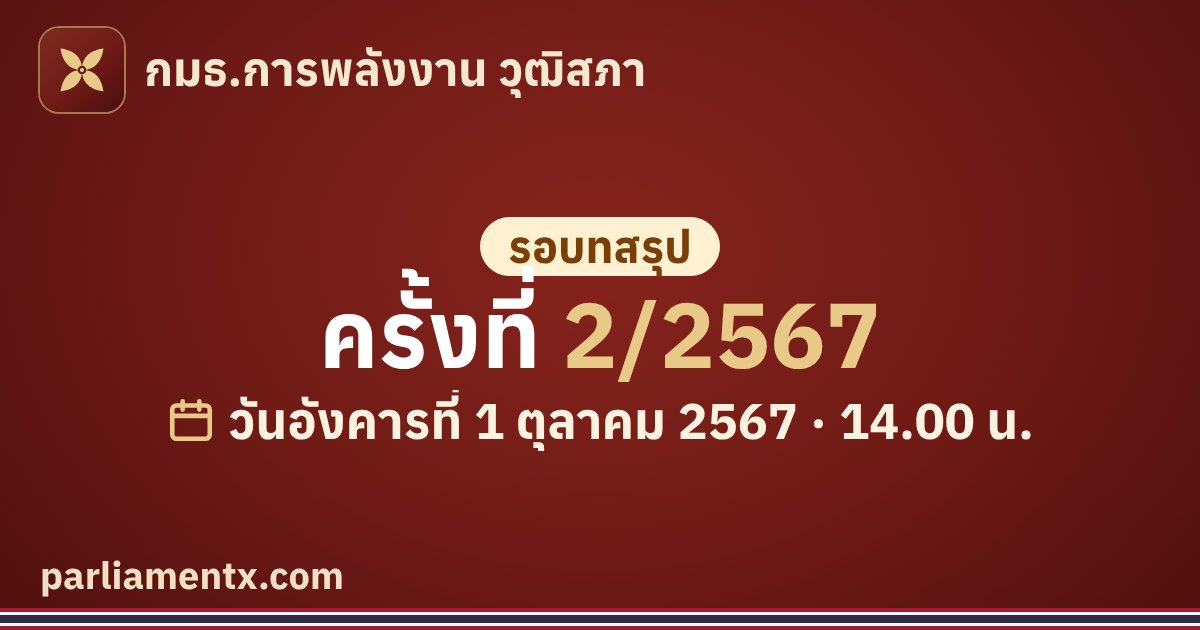 กมธ.การพลังงาน วุฒิสภา
รอบทสรุป
ครั้งที่ 2/2567
วันอังคารที่ 1 ตุลาคม 2567 · 14.00 น.
parliamentx.com